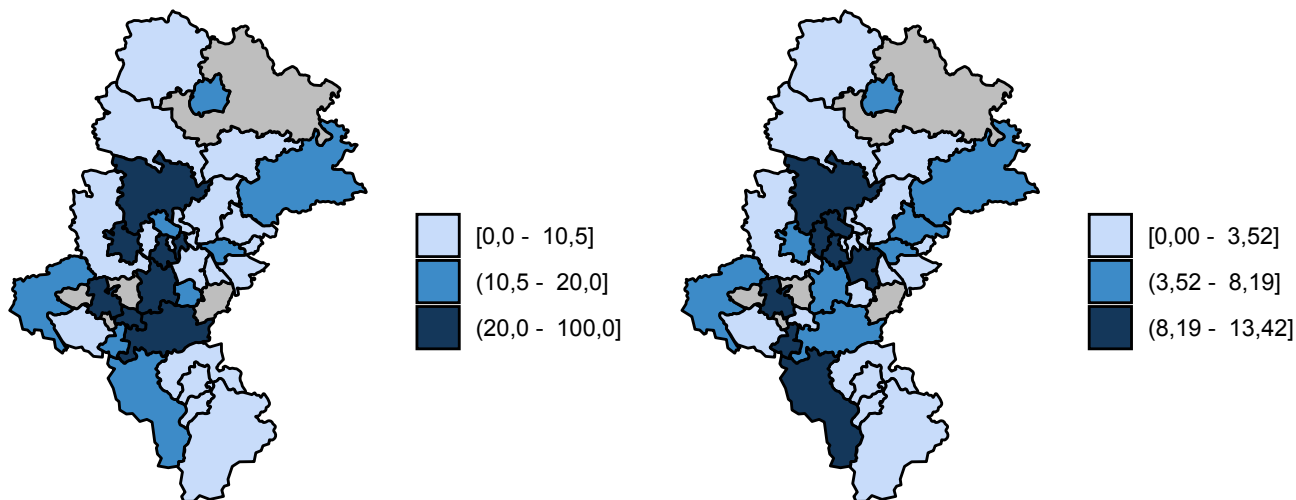 [0,0 - 10,5]
(10,5 - 20,0]
(20,0 - 100,0]
[0,00 - 3,52]
(3,52 - 8,19]
(8,19 - 13,42]